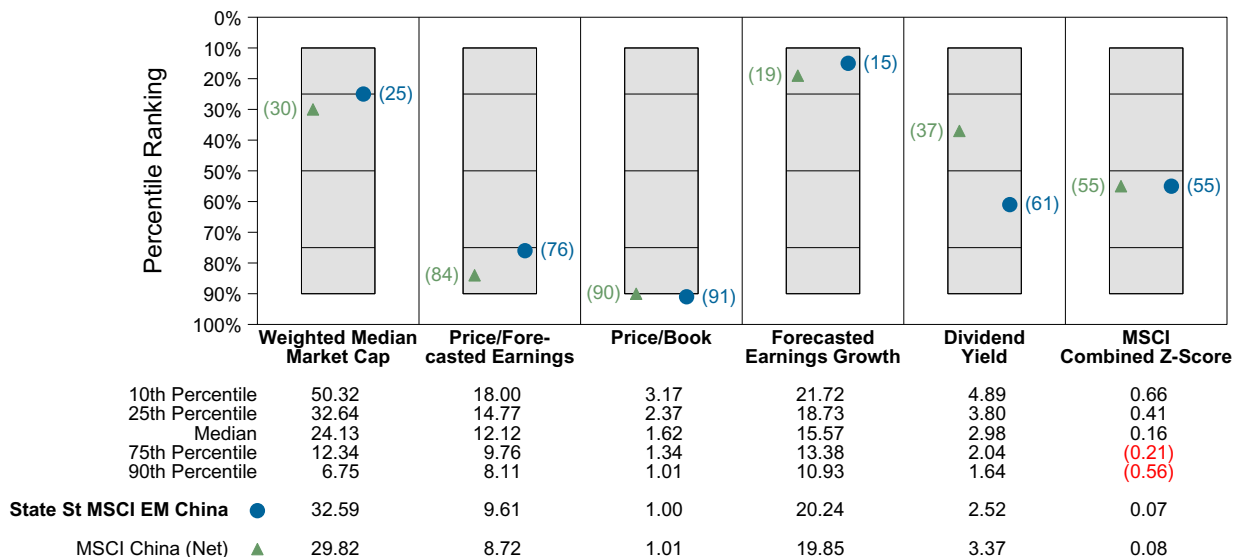 0%
10%
20%
30%
40%
50%
60%
70%
80%
90%
100%
Percentile Ranking
(30)
(25)
(84)
(76)
(90)
(91)
(19)
(15)
(37)
(61)
(55)
(55)
Weighted Median Market Cap
Price/Fore-casted Earnings
Price/Book
Forecasted Earnings Growth
Dividend Yield
MSCI Combined Z-Score
10th Percentile 50.32 18.00 3.17 21.72 4.89 0.66
25th Percentile 32.64 14.77 2.37 18.73 3.80 0.41
Median 24.13 12.12 1.62 15.57 2.98 0.16
75th Percentile 12.34 9.76 1.34 13.38 2.04 (0.21)
90th Percentile 6.75 8.11 1.01 10.93 1.64 (0.56)
State St MSCI EM China 32.59 9.61 1.00 20.24 2.52 0.07
MSCI China (Net) 29.82 8.72 1.01 19.85 3.37 0.08